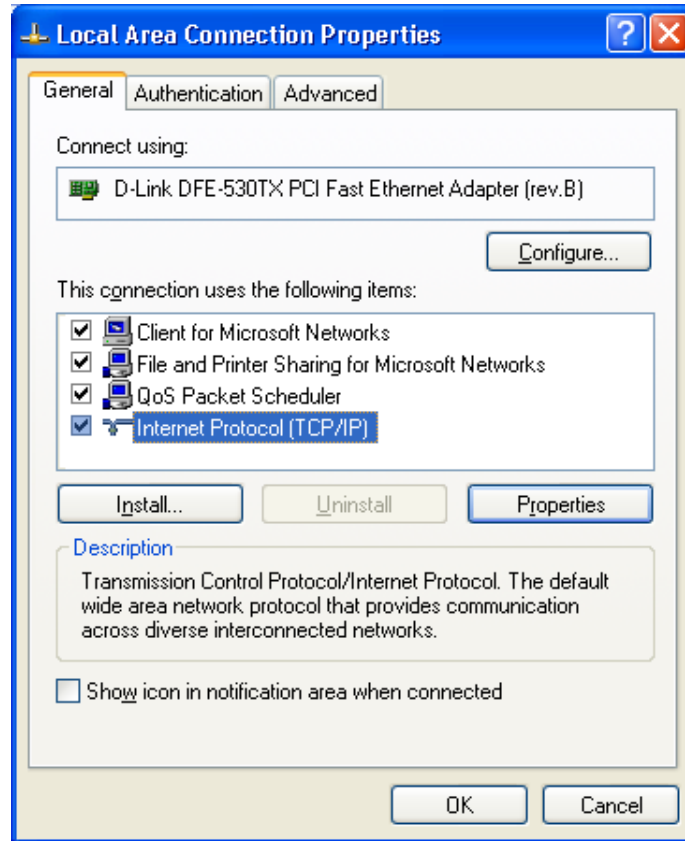 Local Area Connection Properties
General Authentication Advanced
Connect using:
D-Link DFE-530TX PCI Fast Ethernet Adapter (rev.B)
Configure...
This connection uses the following items:
Client for Microsoft Networks
File and Printer Sharing for Microsoft Networks
QoS Packet Scheduler
Internet Protocol (TCP/IP)
Install... Uninstall Properties
Description
Transmission Control Protocol/Internet Protocol. The default
wide area network protocol that provides communication
across diverse interconnected networks.
Show icon in notification area when connected
OK Cancel